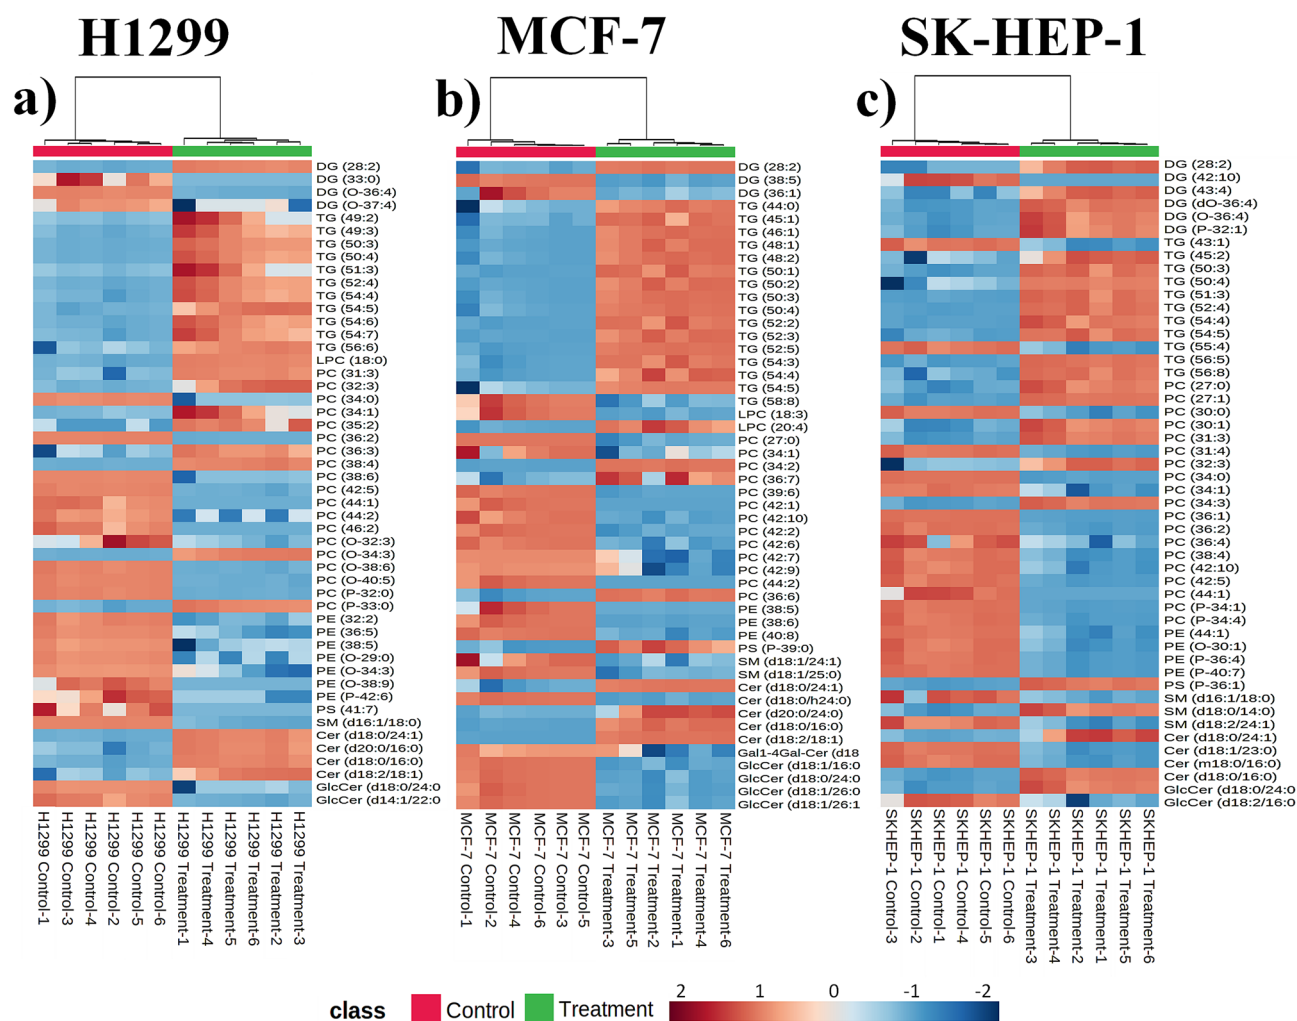 H1299
MCF-7
SK-HEP-1
a)
b)
c)
DG (28:2)
DG (33:0)
DG (O-36:4)
DG (O-37:4)
TG (49:2)
TG (49:3)
TG (50:3)
TG (50:4)
TG (51:3)
TG (52:4)
TG (54:4)
TG (54:5)
TG (54:6)
TG (54:7)
TG (56:6)
LPC (18:0)
PC (31:3)
PC (32:3)
PC (34:0)
PC (34:1)
PC (35:2)
PC (36:2)
PC (36:3)
PC (38:4)
PC (38:6)
PC (42:5)
PC (44:1)
PC (44:2)
PC (46:2)
PC (O-32:3)
PC (O-34:3)
PC (O-38:6)
PC (O-40:5)
PC (P-32:0)
PC (P-33:0)
PE (32:2)
PE (36:5)
PE (38:5)
PE (O-29:0)
PE (O-34:3)
PE (O-38:9)
PE (P-42:6)
PS (41:7)
SM (d16:1/18:0)
Cer (d18:0/24:1)
Cer (d20:0/16:0)
Cer (d18:0/16:0)
Cer (d18:2/18:1)
GlcCer (d18:0/24:0
GlcCer (d14:1/22:0
H1299 Control-1
H1299 Control-3
H1299 Control-4
H1299 Control-2
H1299 Control-5
H1299 Control-6
H1299 Treatment-1
H1299 Treatment-4
H1299 Treatment-5
H1299 Treatment-6
H1299 Treatment-2
H1299 Treatment-3
DG (28:2)
DG (38:5)
DG (36:1)
TG (44:0)
TG (45:1)
TG (46:1)
TG (48:1)
TG (48:2)
TG (50:1)
TG (50:2)
TG (50:3)
TG (50:4)
TG (52:2)
TG (52:3)
TG (52:5)
TG (54:3)
TG (54:4)
TG (54:5)
TG (58:8)
LPC (18:3)
LPC (20:4)
PC (27:0)
PC (34:1)
PC (34:2)
PC (36:7)
PC (39:6)
PC (42:1)
PC (42:10)
PC (42:2)
PC (42:6)
PC (42:7)
PC (42:9)
PC (44:2)
PC (36:6)
PE (38:5)
PE (38:6)
PE (40:8)
PS (P-39:0)
SM (d18:1/24:1)
SM (d18:1/25:0)
Cer (d18:0/24:1)
Cer (d18:0/h24:0)
Cer (d20:0/24:0)
Cer (d18:0/16:0)
Cer (d18:2/18:1)
Gal1-4Gal-Cer (d18
GlcCer (d18:1/16:0
GlcCer (d18:0/24:0
GlcCer (d18:1/26:0
GlcCer (d18:1/26:1
MCF-7 Control-1
MCF-7 Control-2
MCF-7 Control-4
MCF-7 Control-6
MCF-7 Control-3
MCF-7 Control-5
MCF-7 Treatment-3
MCF-7 Treatment-5
MCF-7 Treatment-2
MCF-7 Treatment-1
MCF-7 Treatment-4
MCF-7 Treatment-6
DG (28:2)
DG (42:10)
DG (43:4)
DG (dO-36:4)
DG (O-36:4)
DG (P-32:1)
TG (43:1)
TG (45:2)
TG (50:3)
TG (50:4)
TG (51:3)
TG (52:4)
TG (54:4)
TG (54:5)
TG (55:4)
TG (56:5)
TG (56:8)
PC (27:0)
PC (27:1)
PC (30:0)
PC (30:1)
PC (31:3)
PC (31:4)
PC (32:3)
PC (34:0)
PC (34:1)
PC (34:3)
PC (36:1)
PC (36:2)
PC (36:4)
PC (38:4)
PC (42:10)
PC (42:5)
PC (44:1)
PC (P-34:1)
PC (P-34:4)
PE (44:1)
PE (O-30:1)
PE (P-36:4)
PE (P-40:7)
PS (P-36:1)
SM (d16:1/18:0)
SM (d18:0/14:0)
SM (d18:2/24:1)
Cer (d18:0/24:1)
Cer (d18:1/23:0)
Cer (m18:0/16:0)
Cer (d18:0/16:0)
GlcCer (d18:0/24:0
GlcCer (d18:2/16:0
SKHEP-1 Control-3
SKHEP-1 Control-2
SKHEP-1 Control-1
SKHEP-1 Control-4
SKHEP-1 Control-5
SKHEP-1 Control-6
SKHEP-1 Treatment-3
SKHEP-1 Treatment-4
SKHEP-1 Treatment-2
SKHEP-1 Treatment-1
SKHEP-1 Treatment-5
SKHEP-1 Treatment-6
class Control Treatment
2 1 0 -1 -2